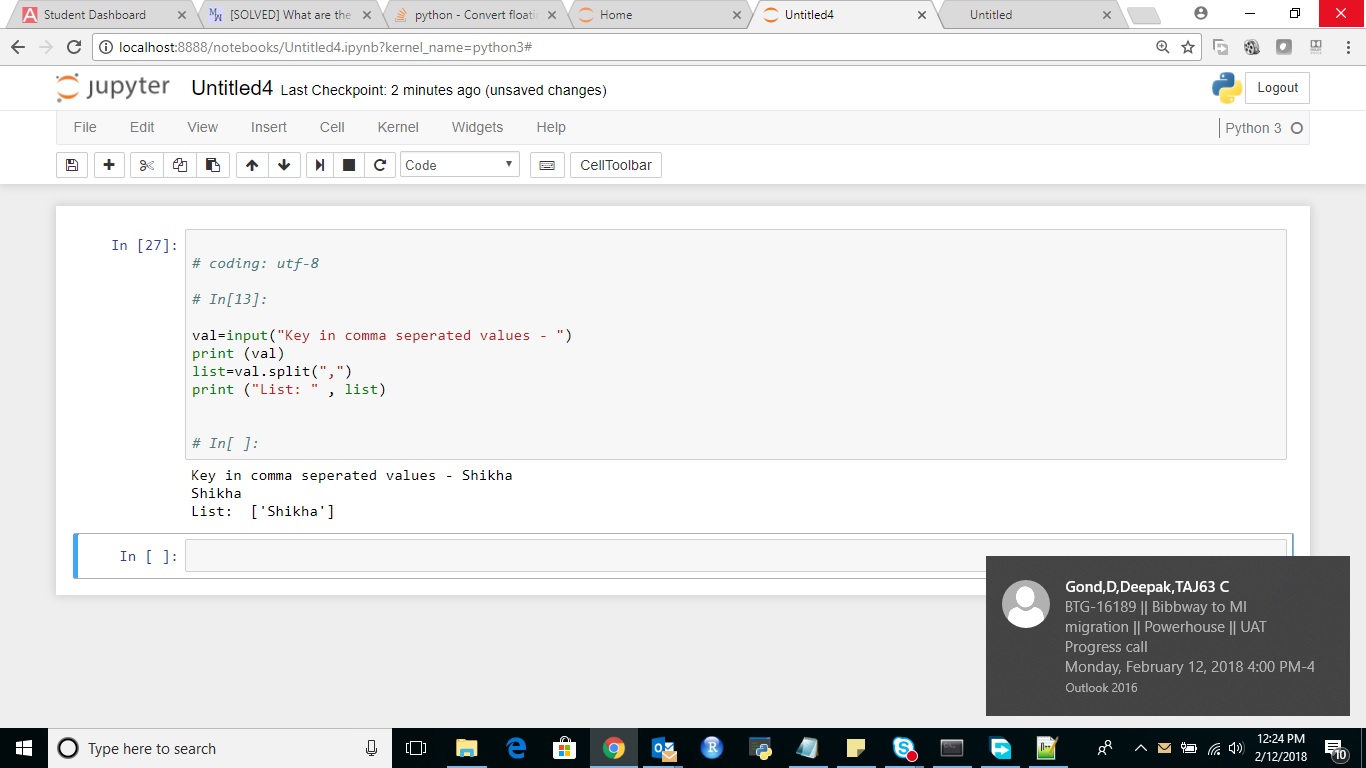 Student Dashboard
[SOLVED] What are the
python - Convert floatin
Home
Untitled4
Untitled
localhost:8888/notebooks/Untitled4.ipynb?kernel_name=python3#
jupyter Untitled4 Last Checkpoint: 2 minutes ago (unsaved changes)
Logout
File Edit View Insert Cell Kernel Widgets Help
Python 3
Code
CellToolbar
In [27]:
# coding: utf-8
# In[13]:
val=input("Key in comma seperated values - ")
print (val)
list=val.split(",")
print ("List: " , list)
# In[ ]:
Key in comma seperated values - Shikha
Shikha
List:  ['Shikha']
In [ ]:
Gond,D,Deepak,TAJ63 C
BTG-16189 || Bibbway to MI
migration || Powerhouse || UAT
Progress call
Monday, February 12, 2018 4:00 PM-4
Outlook 2016
Type here to search
12:24 PM
2/12/2018
10